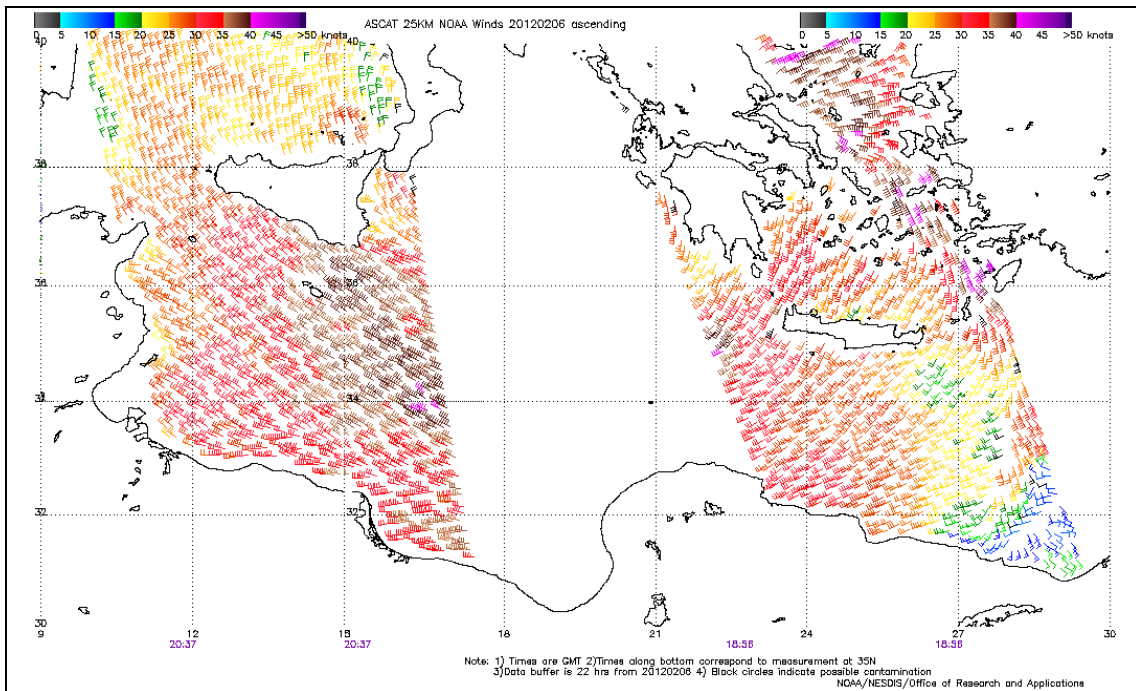 ASCAT 25KM NOAA Winds 20120206 ascending
0 5 10 15 20 25 30 35 40 >50 knots
0 5 10 15 20 25 30 35 40 >50 knots
40 40 40
38 38 38
36 36
34 34
32 32
30
9 12 15 18 21 24 27 30
20:37 20:37 18:56 18:56
Note: 1) Times are GMT 2)Times along bottom correspond to measurement at 35N
3)Data buffer is 22 hrs from 20120206 4) Black circles indicate possible contamination
NOAA/NESDIS/Office of Research and Applications